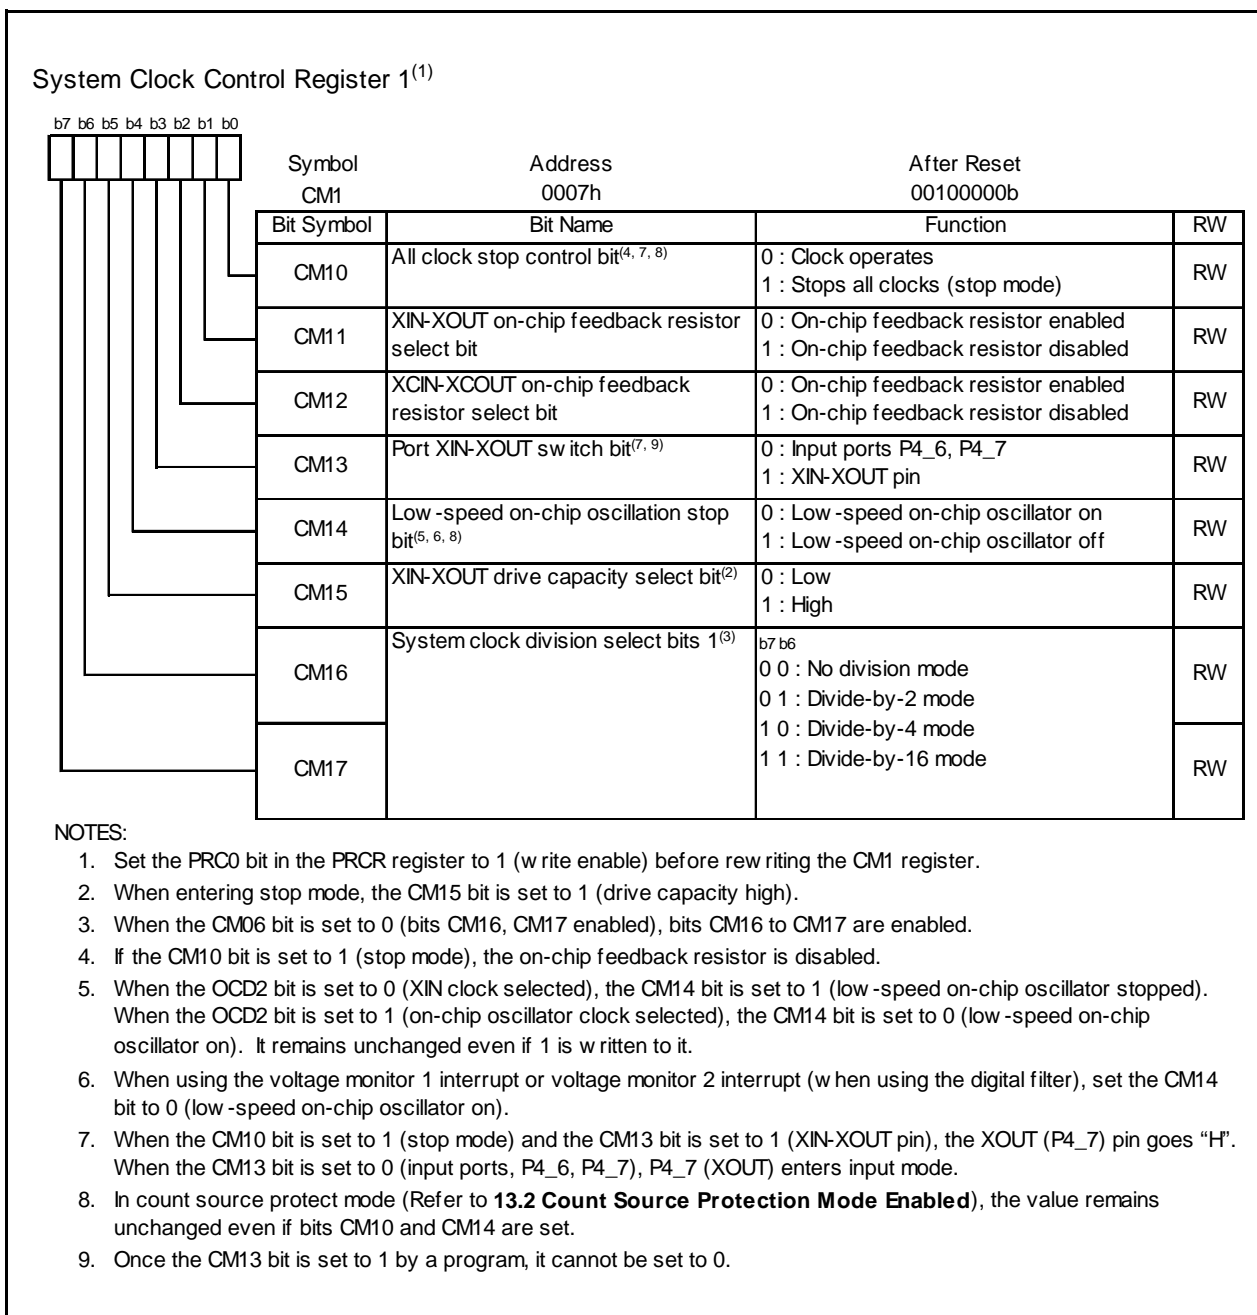 System Clock Control Register 1(1)
b7 b6 b5 b4 b3 b2 b1 b0
Symbol Address After Reset
CM1 0007h 00100000b
Bit Symbol Bit Name Function RW
CM10 All clock stop control bit(4, 7, 8) 0 : Clock operates RW
1 : Stops all clocks (stop mode)
CM11 XIN-XOUT on-chip feedback resistor 0 : On-chip feedback resistor enabled RW
select bit 1 : On-chip feedback resistor disabled
CM12 XCIN-XCOUT on-chip feedback 0 : On-chip feedback resistor enabled RW
resistor select bit 1 : On-chip feedback resistor disabled
CM13 Port XIN-XOUT switch bit(7, 9) 0 : Input ports P4_6, P4_7 RW
1 : XIN-XOUT pin
CM14 Low-speed on-chip oscillation stop 0 : Low-speed on-chip oscillator on RW
bit(5, 6, 8) 1 : Low-speed on-chip oscillator off
CM15 XIN-XOUT drive capacity select bit(2) 0 : Low RW
1 : High
System clock division select bits 1(3) b7 b6
CM16 0 0 : No division mode RW
0 1 : Divide-by-2 mode
1 0 : Divide-by-4 mode
CM17 1 1 : Divide-by-16 mode RW
NOTES:
1. Set the PRC0 bit in the PRCR register to 1 (write enable) before rewriting the CM1 register.
2. When entering stop mode, the CM15 bit is set to 1 (drive capacity high).
3. When the CM06 bit is set to 0 (bits CM16, CM17 enabled), bits CM16 to CM17 are enabled.
4. If the CM10 bit is set to 1 (stop mode), the on-chip feedback resistor is disabled.
5. When the OCD2 bit is set to 0 (XIN clock selected), the CM14 bit is set to 1 (low-speed on-chip oscillator stopped).
When the OCD2 bit is set to 1 (on-chip oscillator clock selected), the CM14 bit is set to 0 (low-speed on-chip
oscillator on). It remains unchanged even if 1 is written to it.
6. When using the voltage monitor 1 interrupt or voltage monitor 2 interrupt (when using the digital filter), set the CM14
bit to 0 (low-speed on-chip oscillator on).
7. When the CM10 bit is set to 1 (stop mode) and the CM13 bit is set to 1 (XIN-XOUT pin), the XOUT (P4_7) pin goes “H”.
When the CM13 bit is set to 0 (input ports, P4_6, P4_7), P4_7 (XOUT) enters input mode.
8. In count source protect mode (Refer to 13.2 Count Source Protection Mode Enabled), the value remains
unchanged even if bits CM10 and CM14 are set.
9. Once the CM13 bit is set to 1 by a program, it cannot be set to 0.